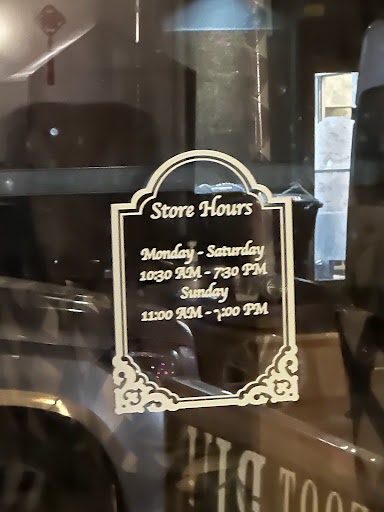 Store Hours
Monday - Saturday
10:30 AM - 7:30 PM
Sunday
11:00 AM - 7:00 PM